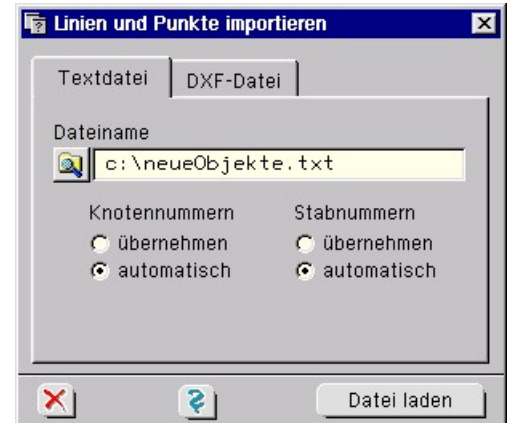 Linien und Punkte importieren
Textdatei DXF-Datei
Dateiname
c:\neueObjekte.txt
Knotennummern Stabnummern
übernehmen übernehmen
automatisch automatisch
Datei laden